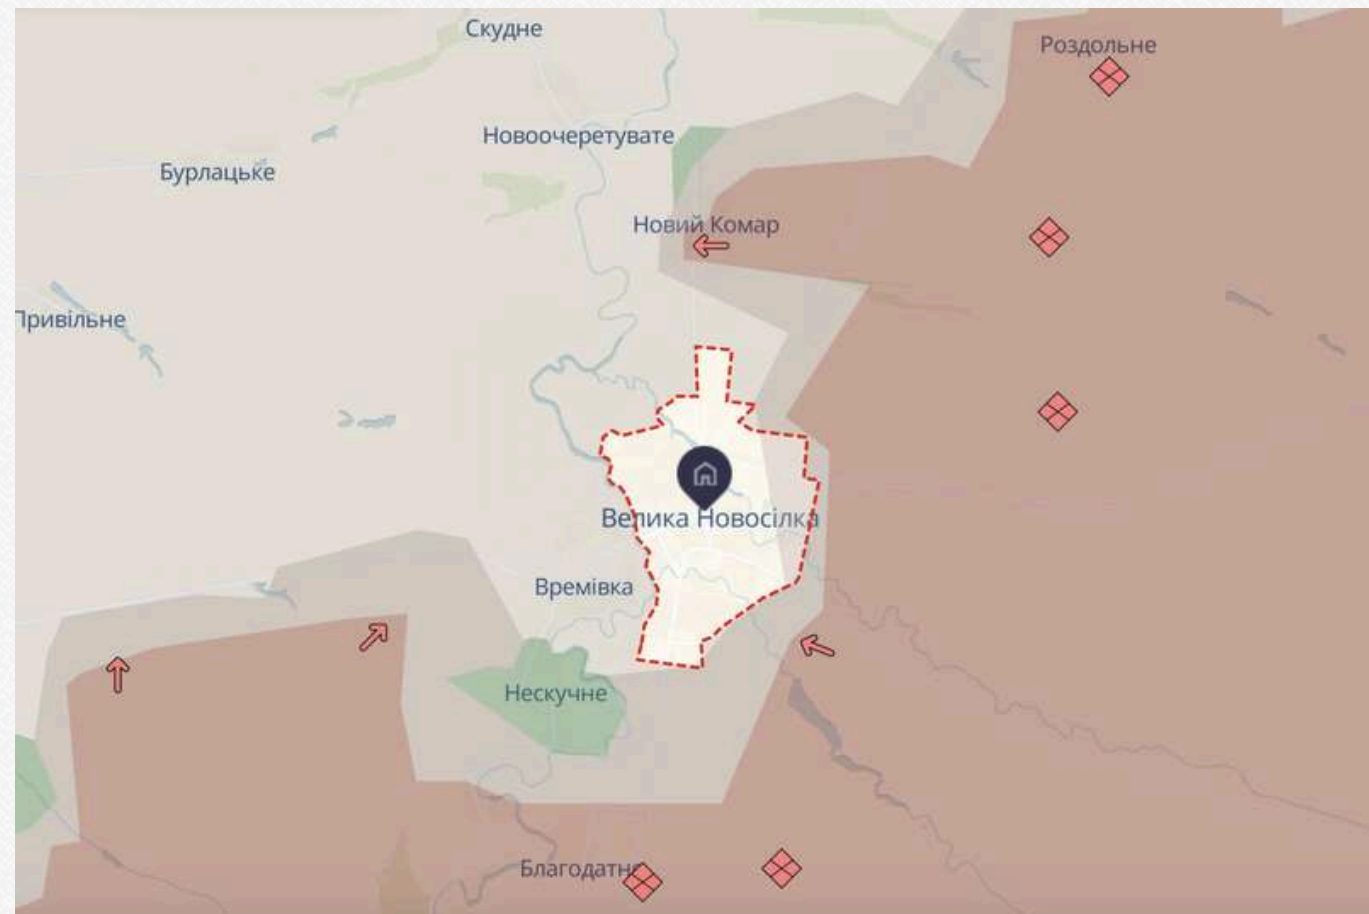 Скудне
Роздольне
Новоочеретувате
Бурлацьке
Новий Комар
Привільне
Велика Новосілка
Времівка
Нескучне
Благодатне